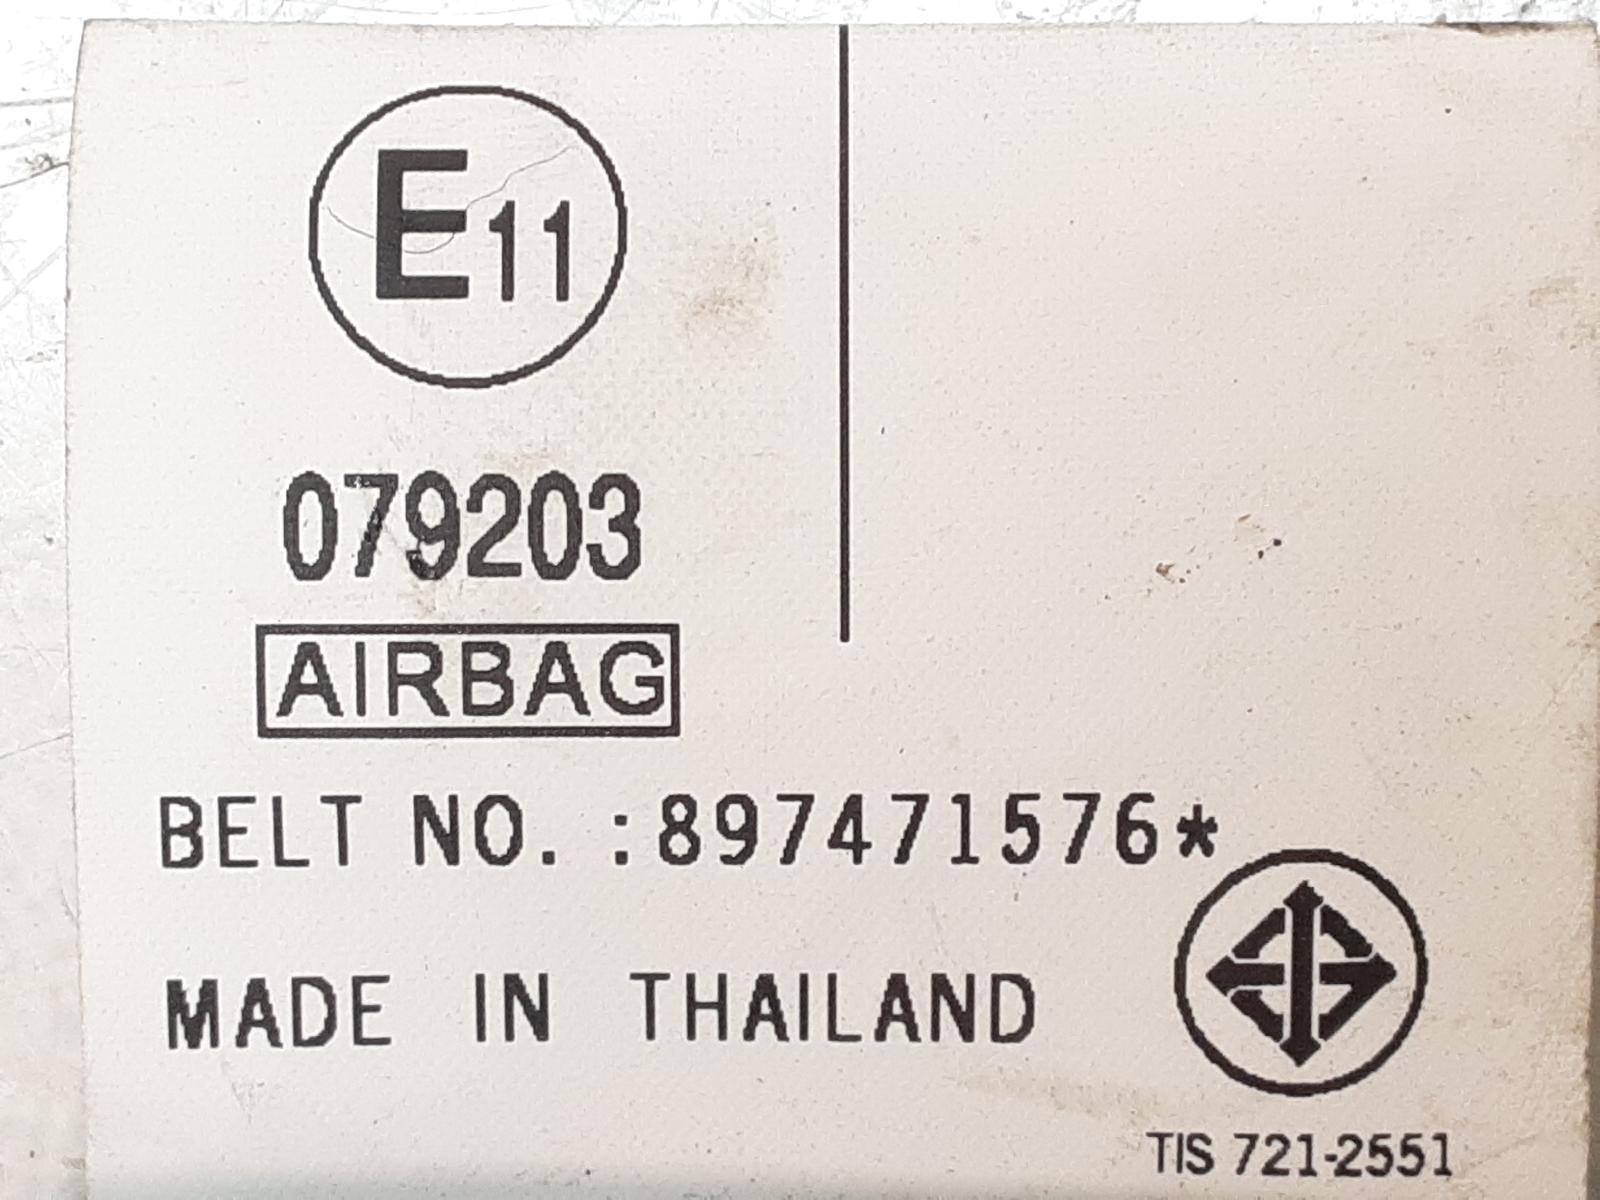 E11
079203
AIRBAG
BELT NO. :897471576*
MADE IN THAILAND
TIS 721-2551